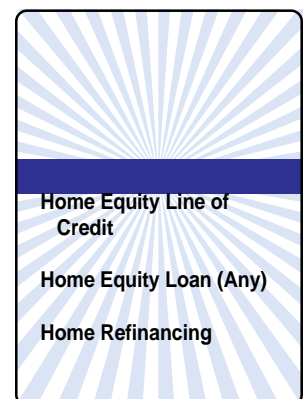 Home Equity Line of
Credit
Home Equity Loan (Any)
Home Refinancing